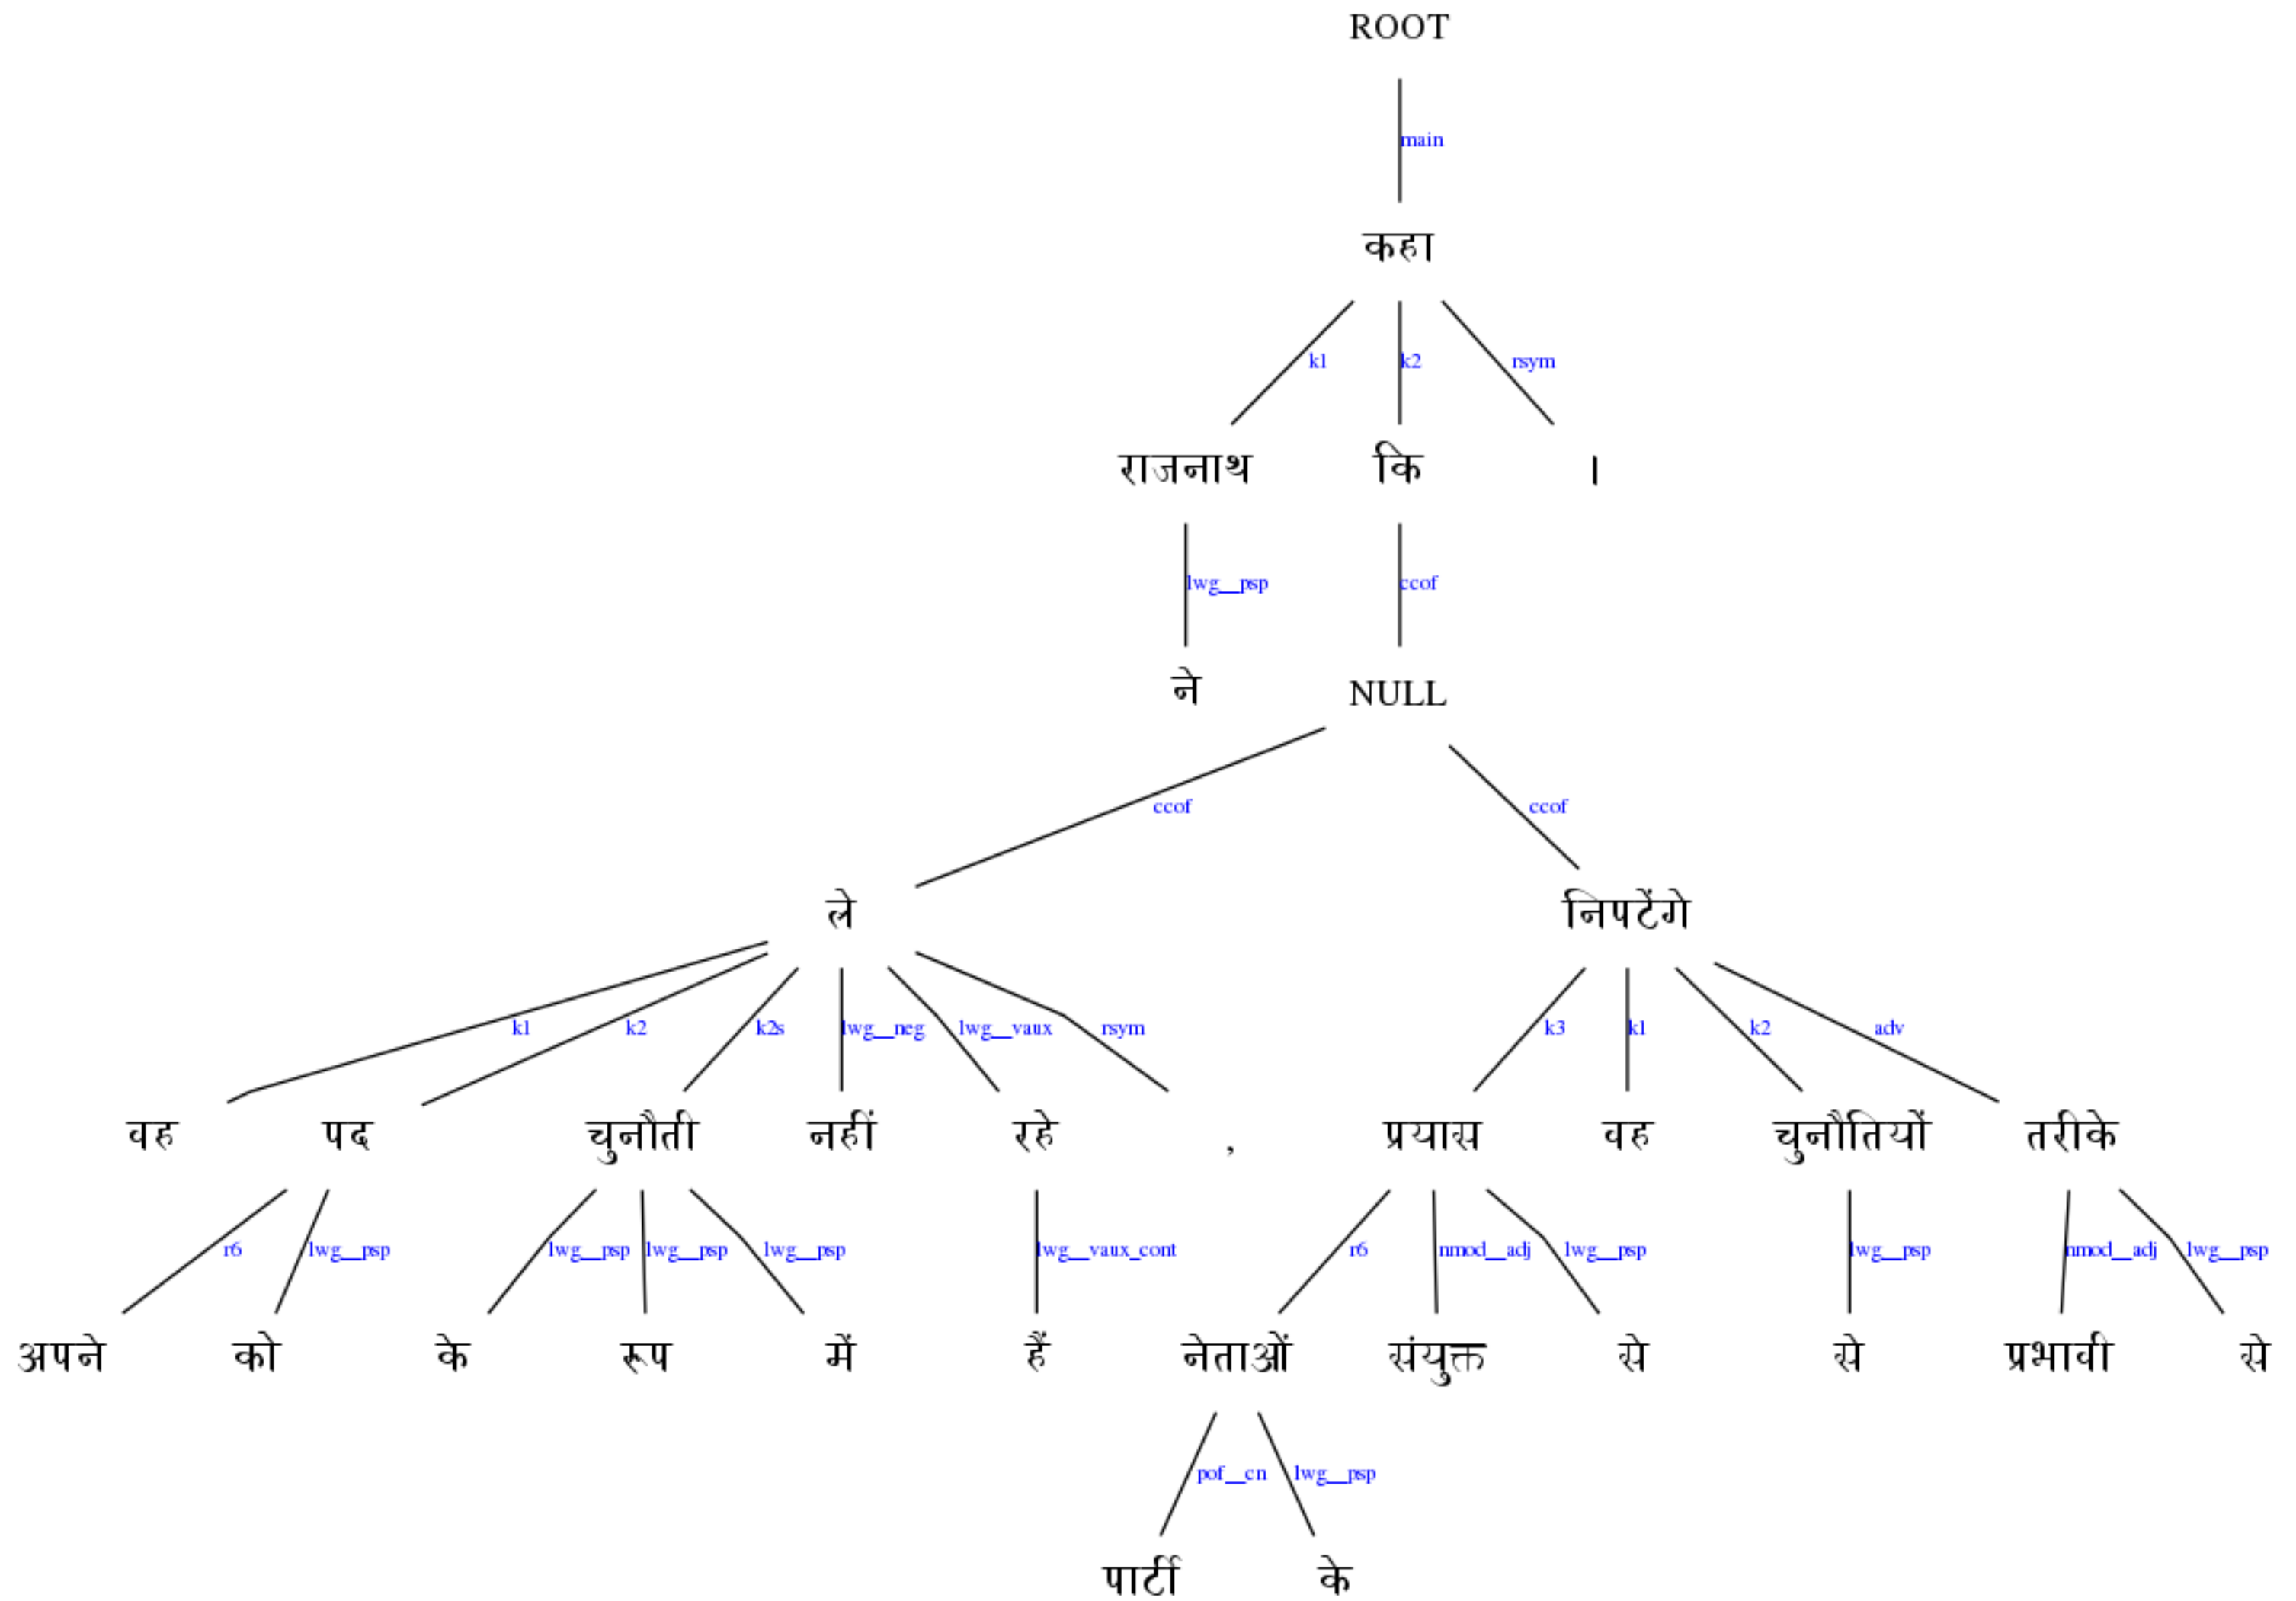 ROOT
main
कहा
k1 k2 rsym
राजनाथ कि ।
lwg__psp ccof
ने NULL
ccof ccof
ले निपटेंगे
k1 k2 k2s lwg__neg lwg__vaux rsym k3 k1 k2 adv
वह पद चुनौती नहीं रहे , प्रयास वह चुनौतियों तरीके
r6 lwg__psp lwg__psp lwg__psp lwg__psp lwg__vaux_cont r6 nmod__adj lwg__psp lwg__psp nmod__adj lwg__psp
अपने को के रूप में हैं नेताओं संयुक्त से से प्रभावी से
pof__cn lwg__psp
पार्टी के